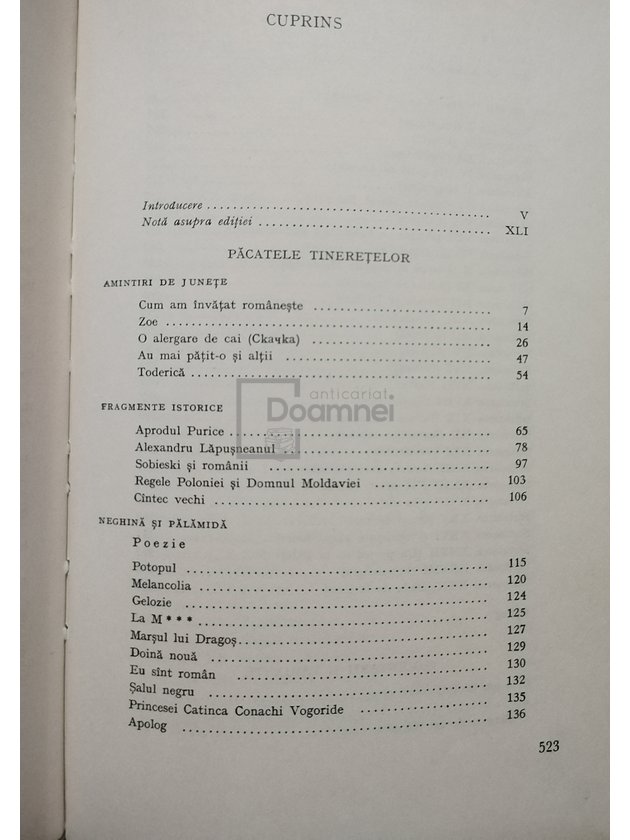 CUPRINS
Introducere V
Notă asupra ediției XLI
PĂCATELE TINEREȚELOR
AMINTIRI DE JUNEȚE
Cum am învățat românește 7
Zoe 14
O alergare de cai (Скачка) 26
Au mai pățit-o și alții 47
Toderică 54
anticariat
Doamnei
FRAGMENTE ISTORICE
Aprodul Purice 65
Alexandru Lăpușneanul 78
Sobieski și românii 97
Regele Poloniei și Domnul Moldaviei 103
Cîntec vechi 106
NEGHINĂ ȘI PĂLĂMIDĂ
Poezie
Potopul 115
Melancolia 120
Gelozie 124
La M*** 125
Marșul lui Dragoș 127
Doină nouă 129
Eu sînt român 130
Șalul negru 132
Princesei Catinca Conachi Vogoride 135
Apolog 136
523